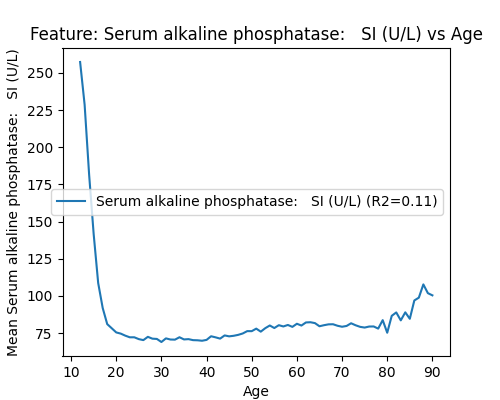 Feature: Serum alkaline phosphatase:   SI (U/L) vs Age
Mean Serum alkaline phosphatase:   SI (U/L)
250
225
200
175
150
125
100
75
Serum alkaline phosphatase:   SI (U/L) (R2=0.11)
10 20 30 40 50 60 70 80 90
Age